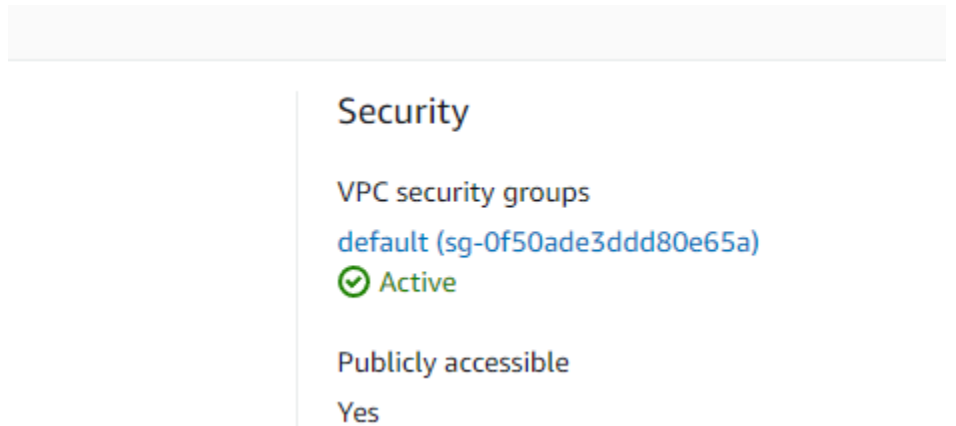 Security
VPC security groups
default (sg-0f50ade3ddd80e65a)
Active
Publicly accessible
Yes